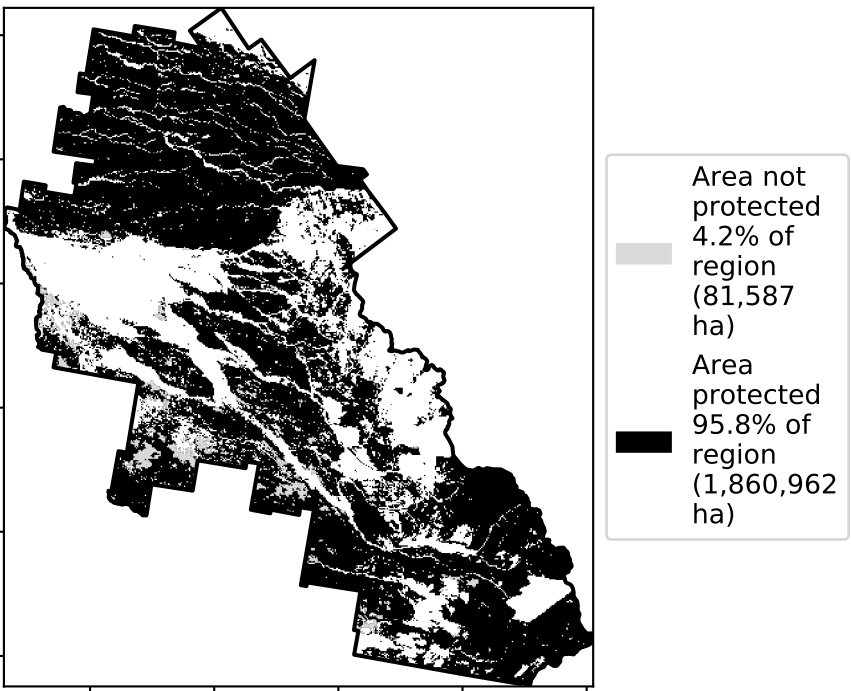 Area not
protected
4.2% of
region
(81,587
ha)
Area
protected
95.8% of
region
(1,860,962
ha)